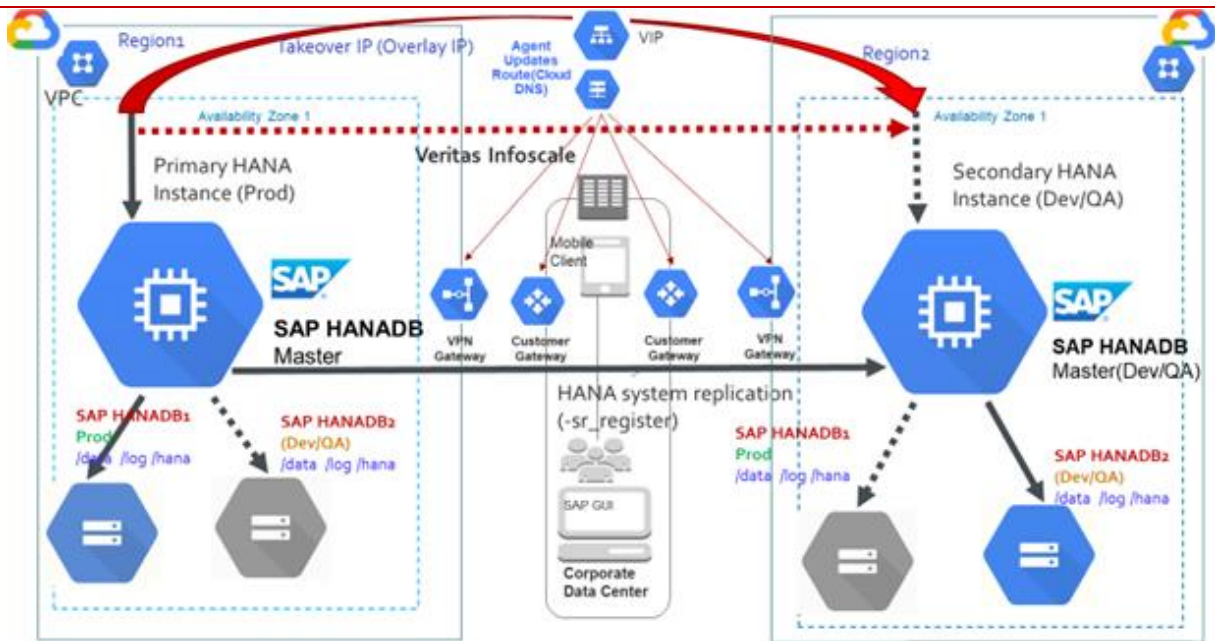 Region1
Takeover IP (Overlay IP)
VIP
Agent
Updates
Route(Cloud
DNS)
Region2
VPC
Availability Zone 1
Availability Zone 1
Veritas Infoscale
Primary HANA
Instance (Prod)
Secondary HANA
Instance (Dev/QA)
Mobile
Client
SAP
SAP HANADB
Master
VPN
Gateway
Customer
Gateway
Customer
Gateway
VPN
Gateway
SAP
SAP HANADB
Master(Dev/QA)
HANA system replication
(-sr_register)
SAP HANADB1
Prod
/data /log /hana
SAP HANADB2
(Dev/QA)
/data /log /hana
SAP HANADB1
Prod
/data /log /hana
SAP HANADB2
(Dev/QA)
/data /log /hana
SAP GUI
Corporate
Data Center